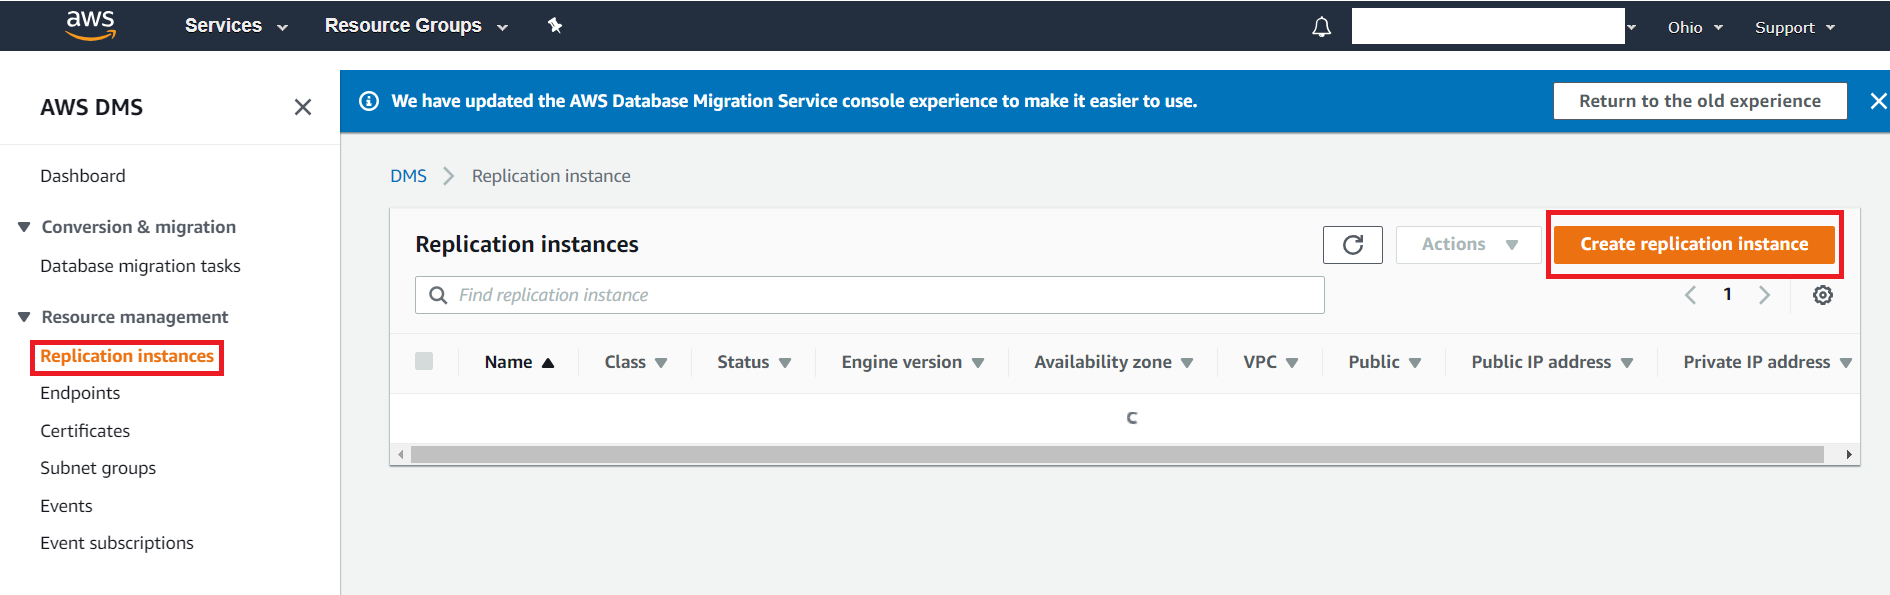 aws Services Resource Groups Ohio Support
AWS DMS
We have updated the AWS Database Migration Service console experience to make it easier to use. Return to the old experience
Dashboard
Conversion & migration
Database migration tasks
Resource management
Replication instances
Endpoints
Certificates
Subnet groups
Events
Event subscriptions
DMS Replication instance
Replication instances Actions Create replication instance
Find replication instance 1
Name Class Status Engine version Availability zone VPC Public Public IP address Private IP address